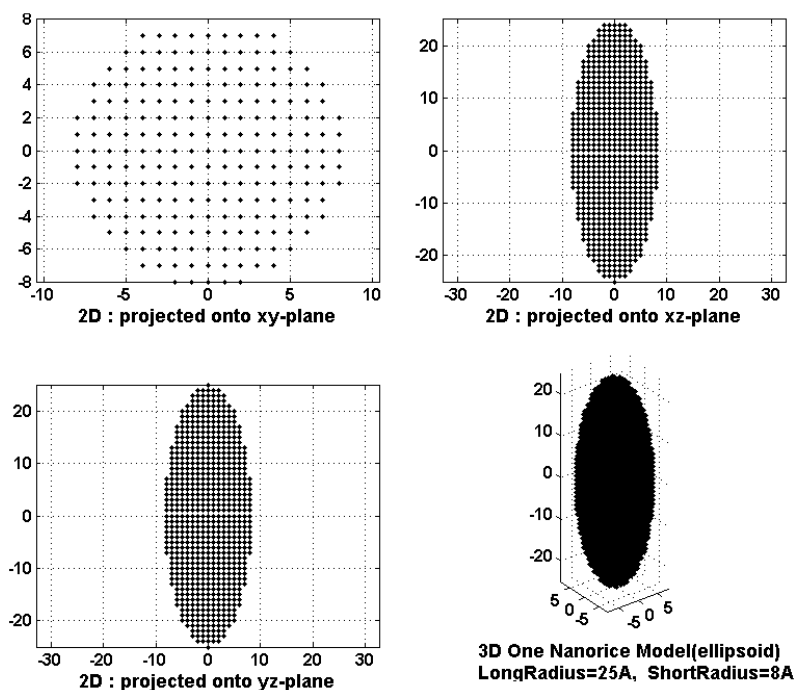 8
6
4
2
0
-2
-4
-6
-8
-10 -5 0 5 10
2D : projected onto xy-plane
20
10
0
-10
-20
-30 -20 -10 0 10 20 30
2D : projected onto xz-plane
20
10
0
-10
-20
-30 -20 -10 0 10 20 30
2D : projected onto yz-plane
20
10
0
-10
-20
5 0 -5 -5 0 5
3D One Nanorice Model(ellipsoid)
LongRadius=25A, ShortRadius=8A